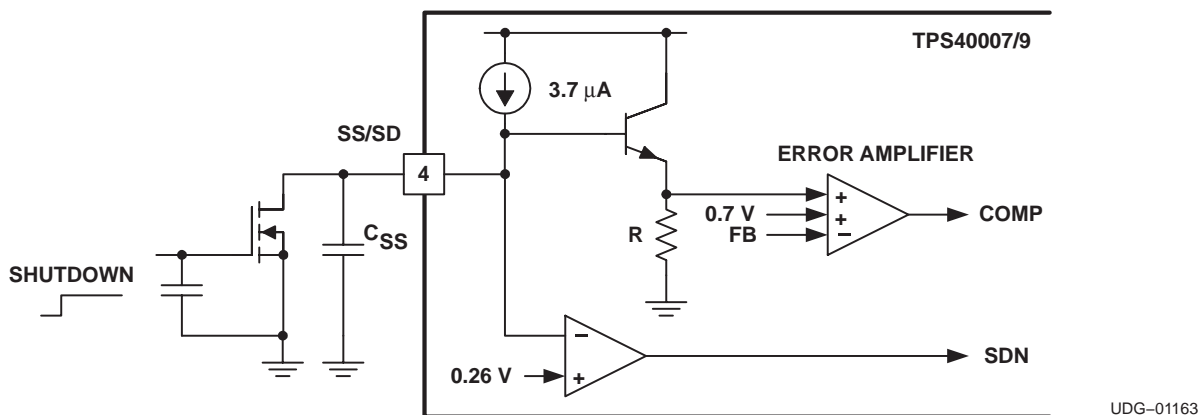 TPS40007/9
3.7 μA
SS/SD
4
ERROR AMPLIFIER
+
0.7 V
+
COMP
R
FB
−
CSS
SHUTDOWN
−
SDN
0.26 V
+
UDG–01163